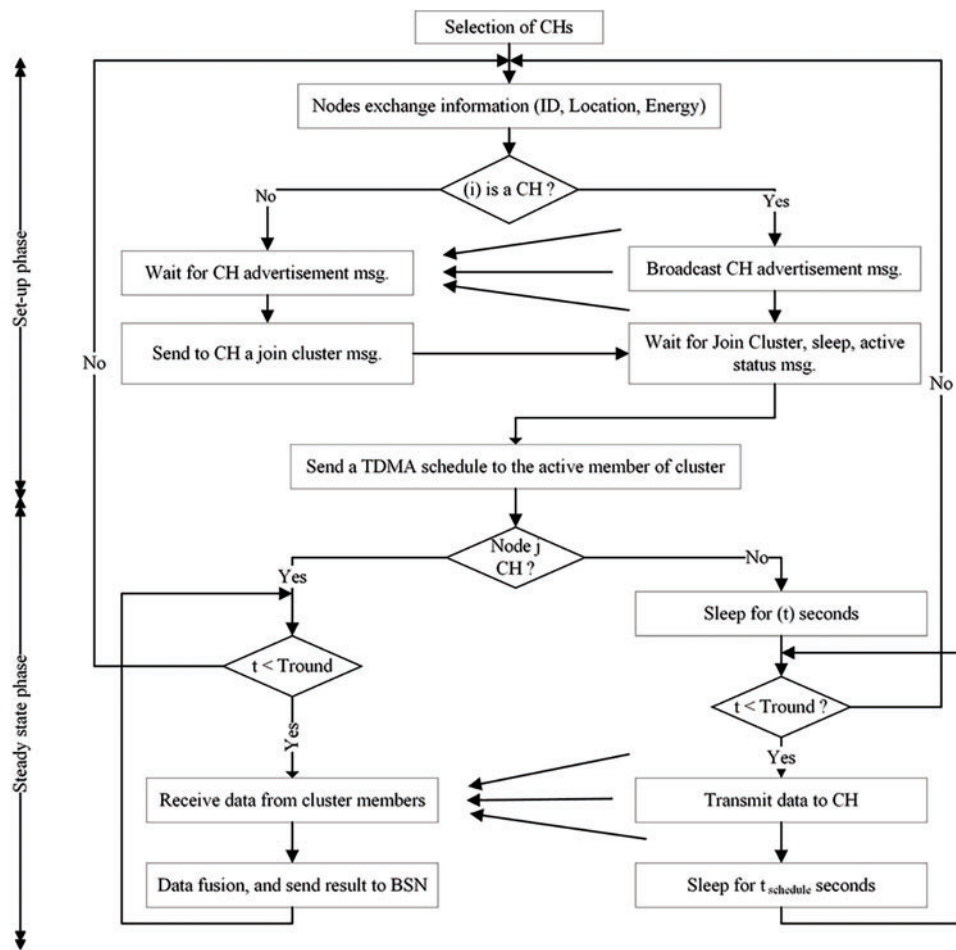 Selection of CHs
Nodes exchange information (ID, Location, Energy)
(i) is a CH ?
No
Yes
Wait for CH advertisement msg.
Broadcast CH advertisement msg.
Set-up phase
Send to CH a join cluster msg.
Wait for Join Cluster, sleep, active
status msg.
No
No
Send a TDMA schedule to the active member of cluster
Node j
CH ?
Yes
No
Sleep for (t) seconds
t < Tround
t < Tround ?
Steady state phase
Yes
Yes
Receive data from cluster members
Transmit data to CH
Data fusion, and send result to BSN
Sleep for t schedule seconds